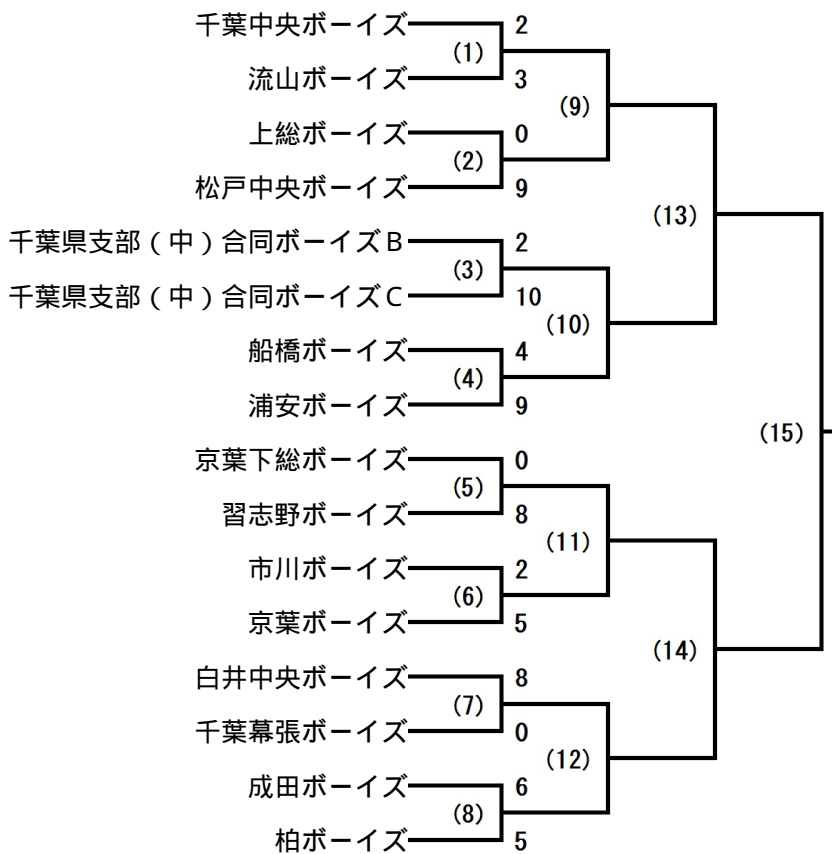 千葉中央ボーイズ 2
(1)
流山ボーイズ 3
(9)
上総ボーイズ 0
(2)
松戸中央ボーイズ 9
(13)
千葉県支部(中)合同ボーイズB 2
(3)
千葉県支部(中)合同ボーイズC 10
(10)
船橋ボーイズ 4
(4)
浦安ボーイズ 9
(15)
京葉下総ボーイズ 0
(5)
習志野ボーイズ 8
(11)
市川ボーイズ 2
(6)
京葉ボーイズ 5
(14)
白井中央ボーイズ 8
(7)
千葉幕張ボーイズ 0
(12)
成田ボーイズ 6
(8)
柏ボーイズ 5